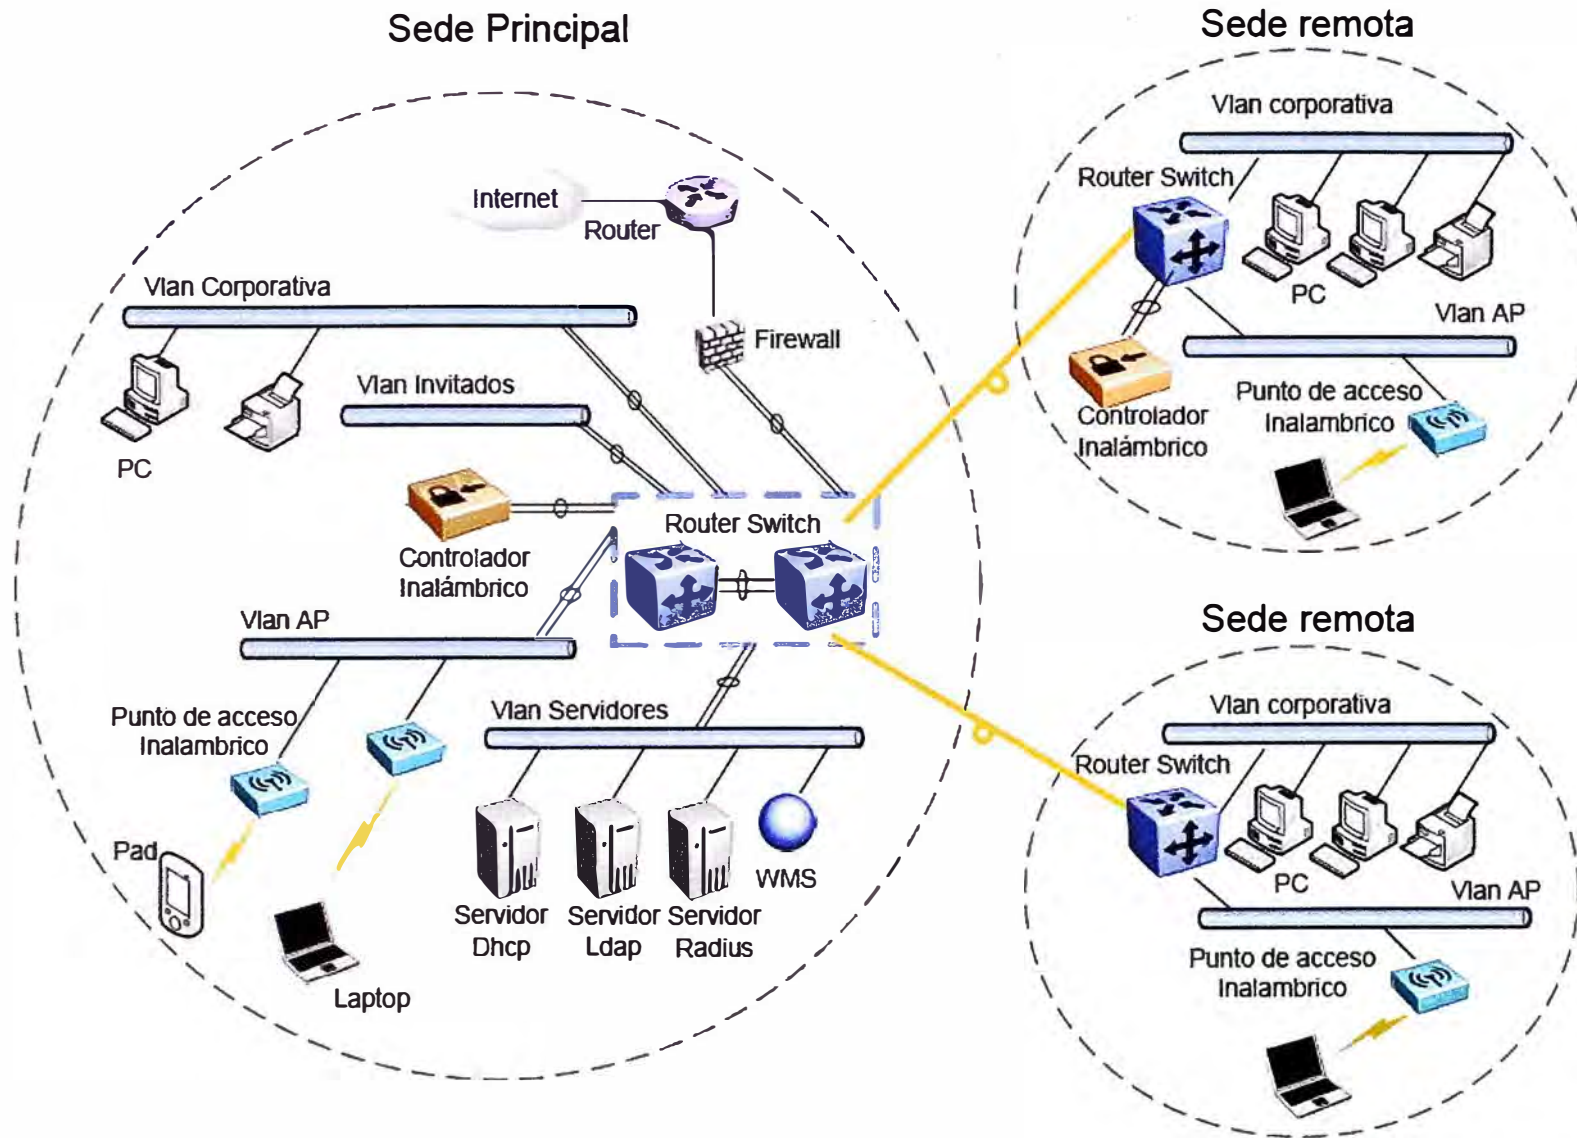 Sede Principal
Internet
Router
Vlan Corporativa
Firewall
Vlan Invitados
PC
Router Switch
Controlador
Inalámbrico
Vlan AP
Punto de acceso
Inalambrico
Vlan Servidores
Pad
Laptop
Servidor
Dhcp
Servidor
Ldap
Servidor
Radius
WMS
Sede remota
Vlan corporativa
Router Switch
PC
Vlan AP
Controlador
Inalámbrico
Punto de acceso
Inalambrico
Sede remota
Vlan corporativa
Router Switch
PC
Vlan AP
Punto de acceso
Inalambrico